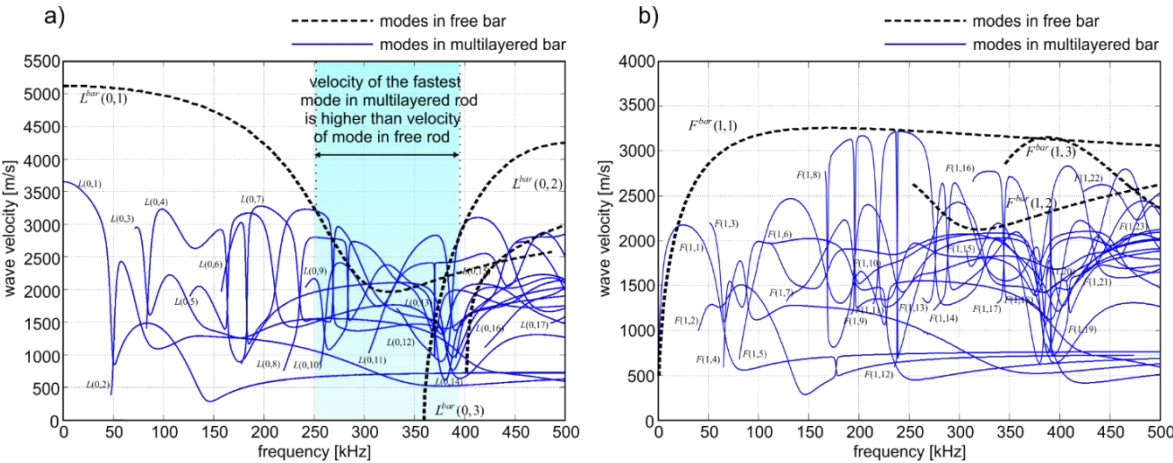 a)
modes in free bar
modes in multilayered bar
5500
5000
4500
4000
3500
3000
2500
2000
1500
1000
500
0
wave velocity [m/s]
velocity of the fastest
mode in multilayered rod
is higher than velocity
of mode in free rod
L^bar(0,1)
L^bar(0,2)
L^bar(0,3)
L(0,1)
L(0,2)
L(0,3)
L(0,4)
L(0,5)
L(0,6)
L(0,7)
L(0,8)
L(0,9)
L(0,10)
L(0,11)
L(0,12)
L(0,13)
L(0,14)
L(0,16)
L(0,17)
0 50 100 150 200 250 300 350 400 450 500
frequency [kHz]
b)
modes in free bar
modes in multilayered bar
4000
3500
3000
2500
2000
1500
1000
500
0
wave velocity [m/s]
F^bar(1,1)
F^bar(1,2)
F^bar(1,3)
F(1,1)
F(1,2)
F(1,3)
F(1,4)
F(1,5)
F(1,6)
F(1,7)
F(1,8)
F(1,9)
F(1,10)
F(1,12)
F(1,13)
F(1,14)
F(1,15)
F(1,16)
F(1,17)
F(1,19)
F(1,20)
F(1,21)
F(1,22)
F(1,23)
0 50 100 150 200 250 300 350 400 450 500
frequency [kHz]